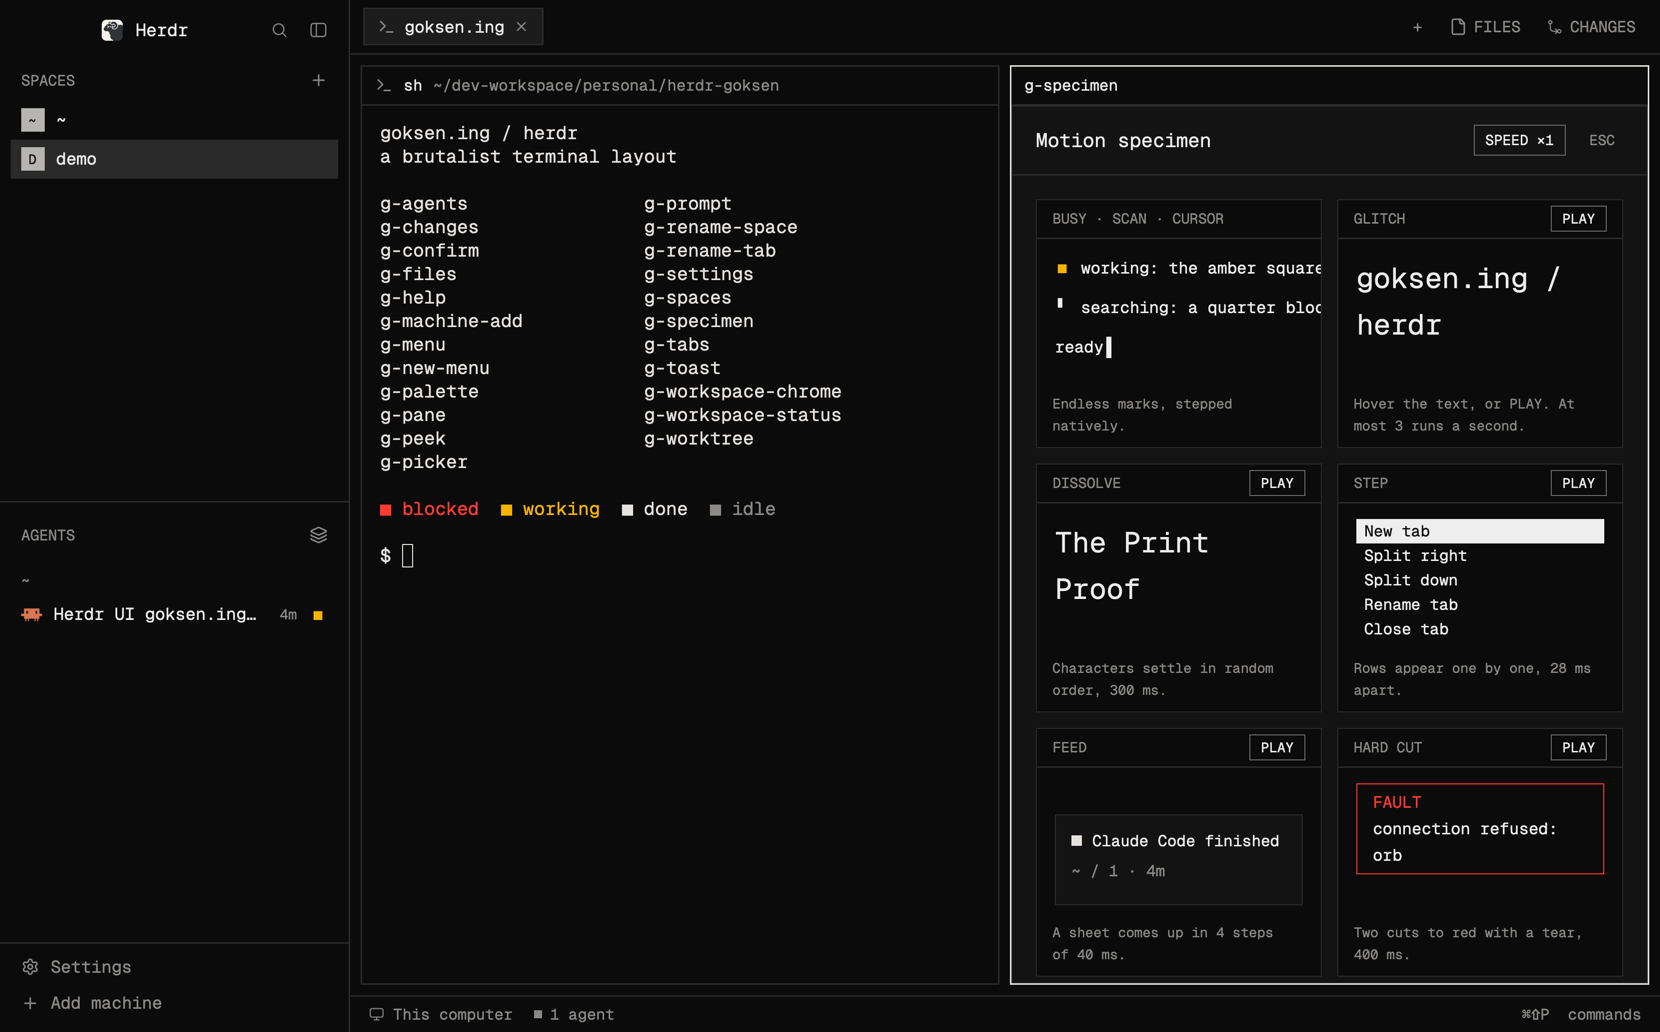 Herdr
SPACES
~ ~
D demo
AGENTS
~
Herdr UI goksen.ing… 4m
Settings
+ Add machine
>_ goksen.ing ×
+ FILES CHANGES
>_ sh ~/dev-workspace/personal/herdr-goksen
goksen.ing / herdr
a brutalist terminal layout
g-agents g-prompt
g-changes g-rename-space
g-confirm g-rename-tab
g-files g-settings
g-help g-spaces
g-machine-add g-specimen
g-menu g-tabs
g-new-menu g-toast
g-palette g-workspace-chrome
g-pane g-workspace-status
g-peek g-worktree
g-picker
■ blocked ■ working ■ done ■ idle
$
g-specimen
Motion specimen SPEED ×1 ESC
BUSY · SCAN · CURSOR
working: the amber square
searching: a quarter bloc
ready
Endless marks, stepped
natively.
GLITCH PLAY
goksen.ing /
herdr
Hover the text, or PLAY. At
most 3 runs a second.
DISSOLVE PLAY
The Print
Proof
Characters settle in random
order, 300 ms.
STEP PLAY
New tab
Split right
Split down
Rename tab
Close tab
Rows appear one by one, 28 ms
apart.
FEED PLAY
■ Claude Code finished
~ / 1 · 4m
A sheet comes up in 4 steps
of 40 ms.
HARD CUT PLAY
FAULT
connection refused:
orb
Two cuts to red with a tear,
400 ms.
This computer ■ 1 agent
⌘⇧P commands